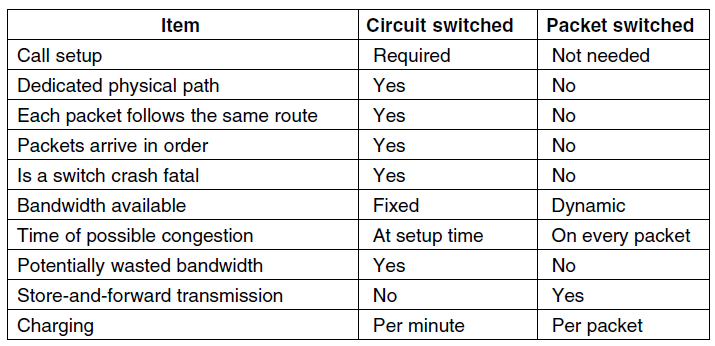 Item Circuit switched Packet switched
Call setup Required Not needed
Dedicated physical path Yes No
Each packet follows the same route Yes No
Packets arrive in order Yes No
Is a switch crash fatal Yes No
Bandwidth available Fixed Dynamic
Time of possible congestion At setup time On every packet
Potentially wasted bandwidth Yes No
Store-and-forward transmission No Yes
Charging Per minute Per packet